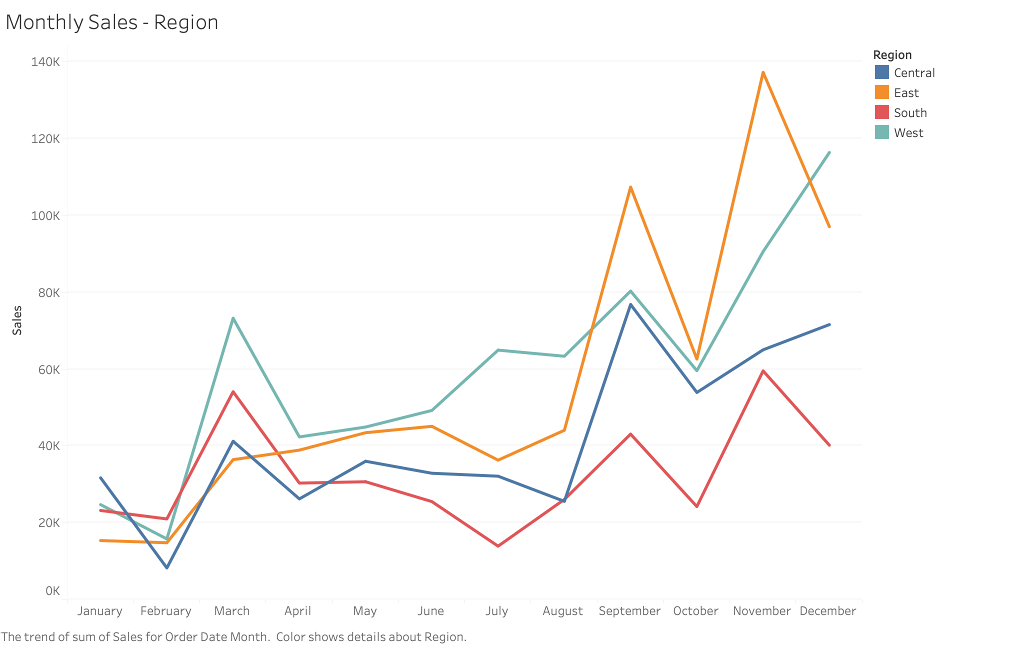 Monthly Sales - Region
Region
Central
East
South
West
140K
120K
100K
80K
60K
40K
20K
0K
Sales
January February March April May June July August September October November December
The trend of sum of Sales for Order Date Month.  Color shows details about Region.